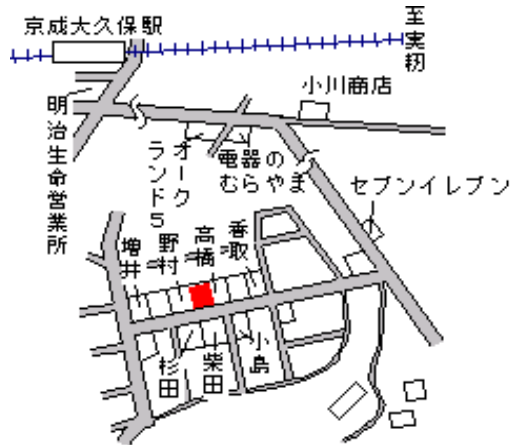 京成大久保駅
至実籾
小川商店
明治生命営業所
オークランド5
電器の
むらやま
セブンイレブン
増井
野村
高橋
香取
杉田
柴田
小島